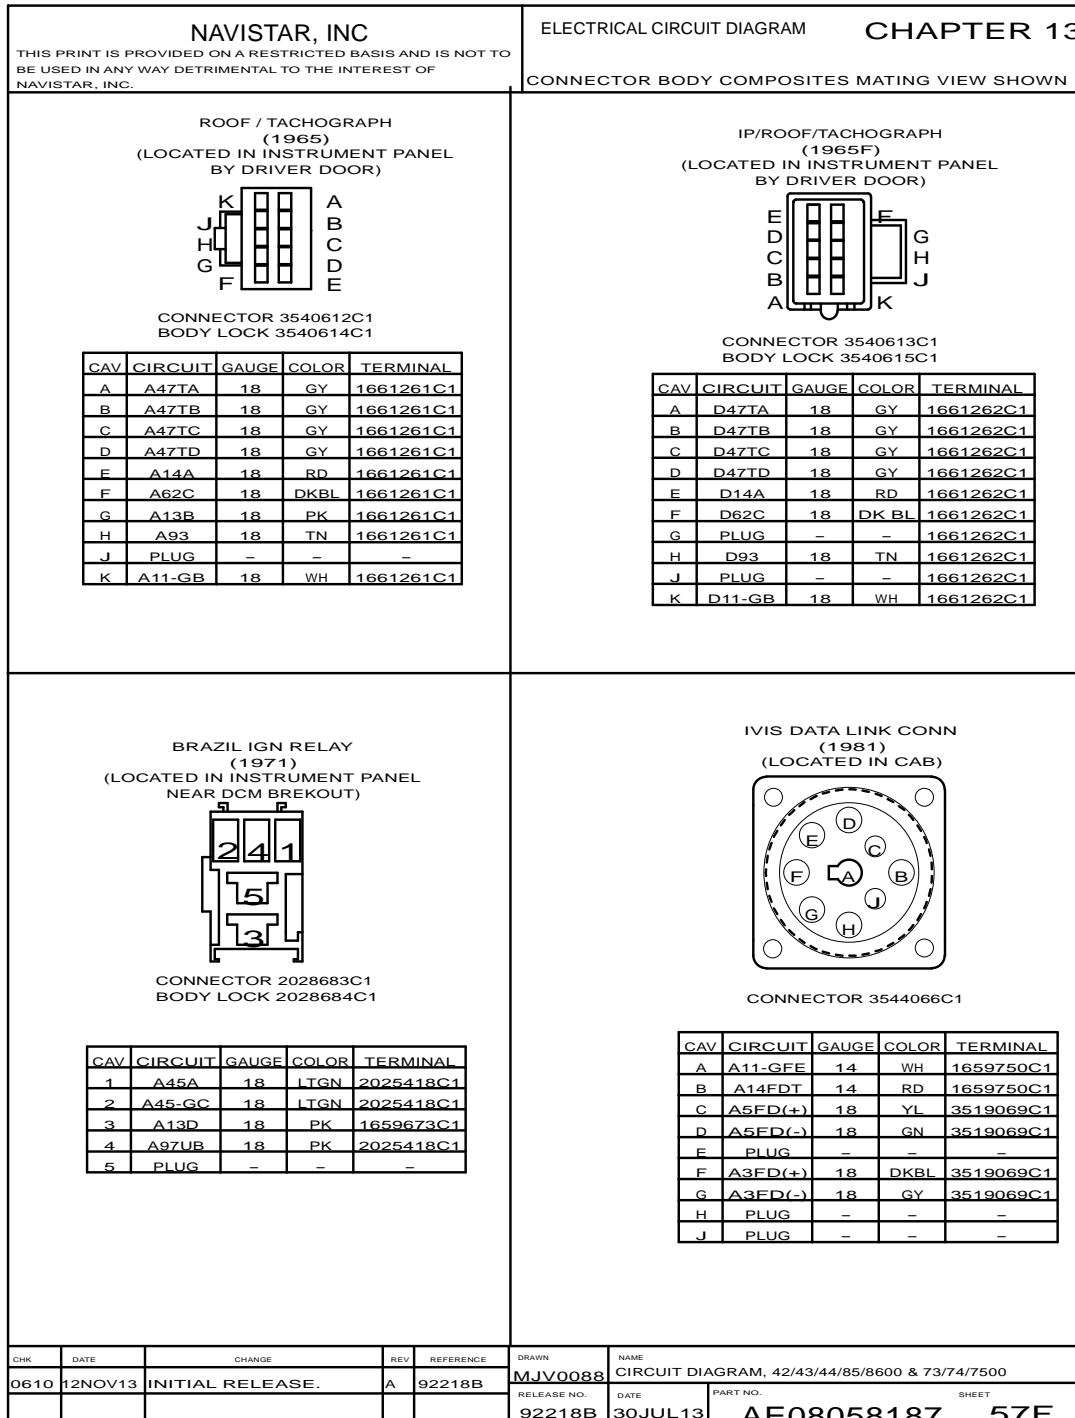 NAVISTAR, INC
THIS PRINT IS PROVIDED ON A RESTRICTED BASIS AND IS NOT TO
BE USED IN ANY WAY DETRIMENTAL TO THE INTEREST OF
NAVISTAR, INC.
ELECTRICAL CIRCUIT DIAGRAM CHAPTER 13
CONNECTOR BODY COMPOSITES MATING VIEW SHOWN
ROOF / TACHOGRAPH
(1965)
(LOCATED IN INSTRUMENT PANEL
BY DRIVER DOOR)
K A
J B
H C
G D
F E
CONNECTOR 3540612C1
BODY LOCK 3540614C1
CAV CIRCUIT GAUGE COLOR TERMINAL
A A47TA 18 GY 1661261C1
B A47TB 18 GY 1661261C1
C A47TC 18 GY 1661261C1
D A47TD 18 GY 1661261C1
E A14A 18 RD 1661261C1
F A62C 18 DKBL 1661261C1
G A13B 18 PK 1661261C1
H A93 18 TN 1661261C1
J PLUG – – –
K A11-GB 18 WH 1661261C1
IP/ROOF/TACHOGRAPH
(1965F)
(LOCATED IN INSTRUMENT PANEL
BY DRIVER DOOR)
E F
D G
C H
B J
A K
CONNECTOR 3540613C1
BODY LOCK 3540615C1
CAV CIRCUIT GAUGE COLOR TERMINAL
A D47TA 18 GY 1661262C1
B D47TB 18 GY 1661262C1
C D47TC 18 GY 1661262C1
D D47TD 18 GY 1661262C1
E D14A 18 RD 1661262C1
F D62C 18 DK BL 1661262C1
G PLUG – – 1661262C1
H D93 18 TN 1661262C1
J PLUG – – 1661262C1
K D11-GB 18 WH 1661262C1
BRAZIL IGN RELAY
(1971)
(LOCATED IN INSTRUMENT PANEL
NEAR DCM BREKOUT)
2 4 1
5
3
CONNECTOR 2028683C1
BODY LOCK 2028684C1
CAV CIRCUIT GAUGE COLOR TERMINAL
1 A45A 18 LTGN 2025418C1
2 A45-GC 18 LTGN 2025418C1
3 A13D 18 PK 1659673C1
4 A97UB 18 PK 2025418C1
5 PLUG – – –
IVIS DATA LINK CONN
(1981)
(LOCATED IN CAB)
D
E C
F A B
G J
H
CONNECTOR 3544066C1
CAV CIRCUIT GAUGE COLOR TERMINAL
A A11-GFE 14 WH 1659750C1
B A14FDT 14 RD 1659750C1
C A5FD(+) 18 YL 3519069C1
D A5FD(-) 18 GN 3519069C1
E PLUG – – –
F A3FD(+) 18 DKBL 3519069C1
G A3FD(-) 18 GY 3519069C1
H PLUG – – –
J PLUG – – –
CHK DATE CHANGE REV REFERENCE
0610 12NOV13 INITIAL RELEASE. A 92218B
DRAWN NAME
MJV0088 CIRCUIT DIAGRAM, 42/43/44/85/8600 & 73/74/7500
RELEASE NO. DATE PART NO. SHEET
92218B 30JUL13 AE08058187 57E